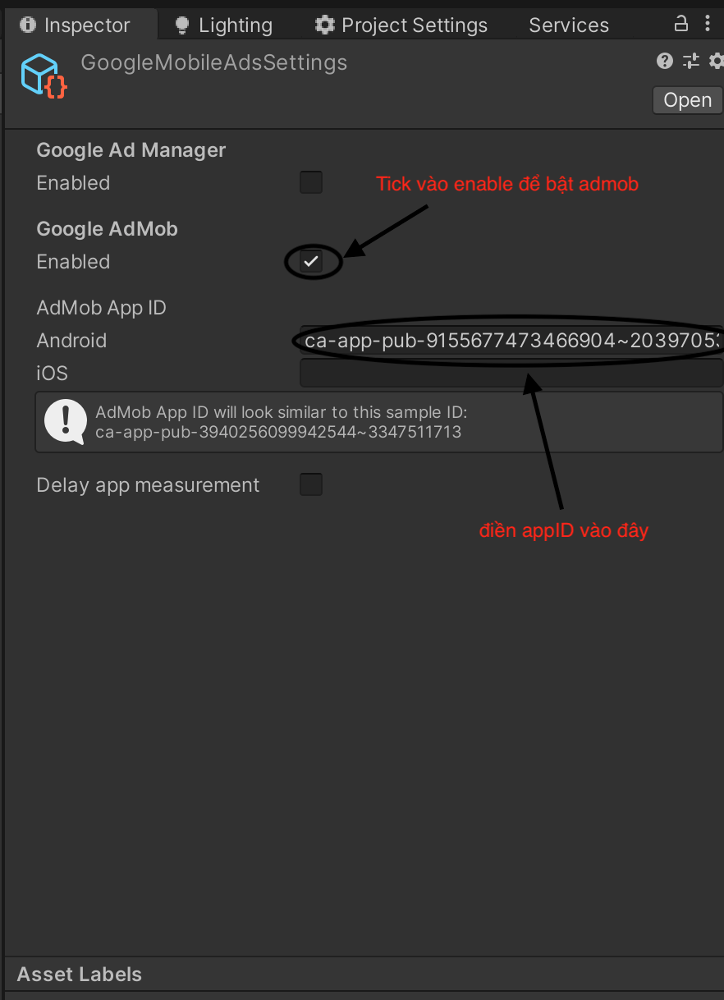 Inspector Lighting Project Settings Services
GoogleMobileAdsSettings
Open
Google Ad Manager
Enabled
Tick vào enable để bật admob
Google AdMob
Enabled
AdMob App ID
Android ca-app-pub-9155677473466904~20397053
iOS
AdMob App ID will look similar to this sample ID:
ca-app-pub-3940256099942544~3347511713
Delay app measurement
điền appID vào đây
Asset Labels